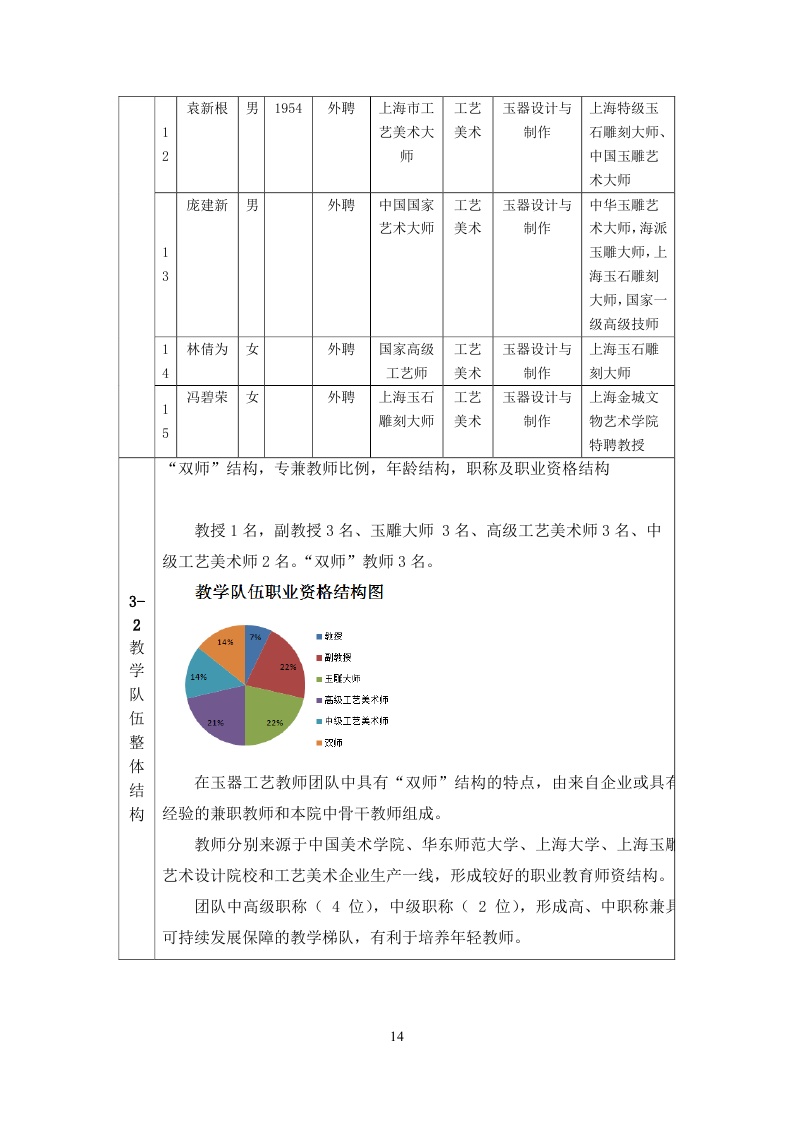 12 袁新根 男 1954 外聘 上海市工艺美术大师 工艺美术 玉器设计与制作 上海特级玉石雕刻大师、中国玉雕艺术大师
13 庞建新 男 外聘 中国国家艺术大师 工艺美术 玉器设计与制作 中华玉雕艺术大师,海派玉雕大师,上海玉石雕刻大师,国家一级高级技师
14 林倩为 女 外聘 国家高级工艺师 工艺美术 玉器设计与制作 上海玉石雕刻大师
15 冯碧荣 女 外聘 上海玉石雕刻大师 工艺美术 玉器设计与制作 上海金城文物艺术学院特聘教授
3-2教学队伍整体结构
“双师”结构，专兼教师比例，年龄结构，职称及职业资格结构
教授 1 名，副教授 3 名、玉雕大师 3 名、高级工艺美术师 3 名、中
级工艺美术师 2 名。“双师”教师 3 名。
教学队伍职业资格结构图
7%
22%
22%
21%
14%
14%
教授
副教授
玉雕大师
高级工艺美术师
中级工艺美术师
双师
在玉器工艺教师团队中具有“双师”结构的特点，由来自企业或具有
经验的兼职教师和本院中骨干教师组成。
教师分别来源于中国美术学院、华东师范大学、上海大学、上海玉雕
艺术设计院校和工艺美术企业生产一线，形成较好的职业教育师资结构。
团队中高级职称（ 4 位），中级职称（ 2 位），形成高、中职称兼具
可持续发展保障的教学梯队，有利于培养年轻教师。
14